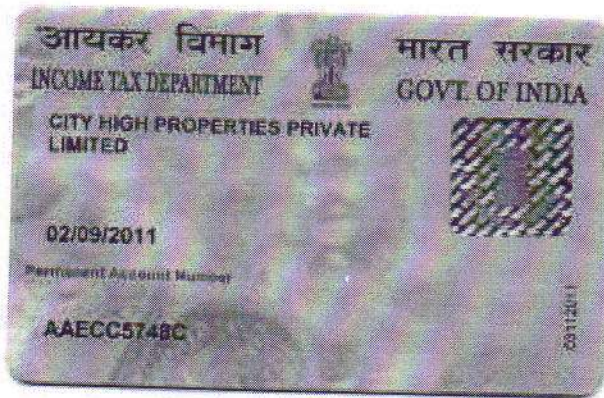 आयकर विभाग
भारत सरकार
INCOME TAX DEPARTMENT
GOVT. OF INDIA
CITY HIGH PROPERTIES PRIVATE
LIMITED
02/09/2011
Permanent Account Number
AAECC5748C